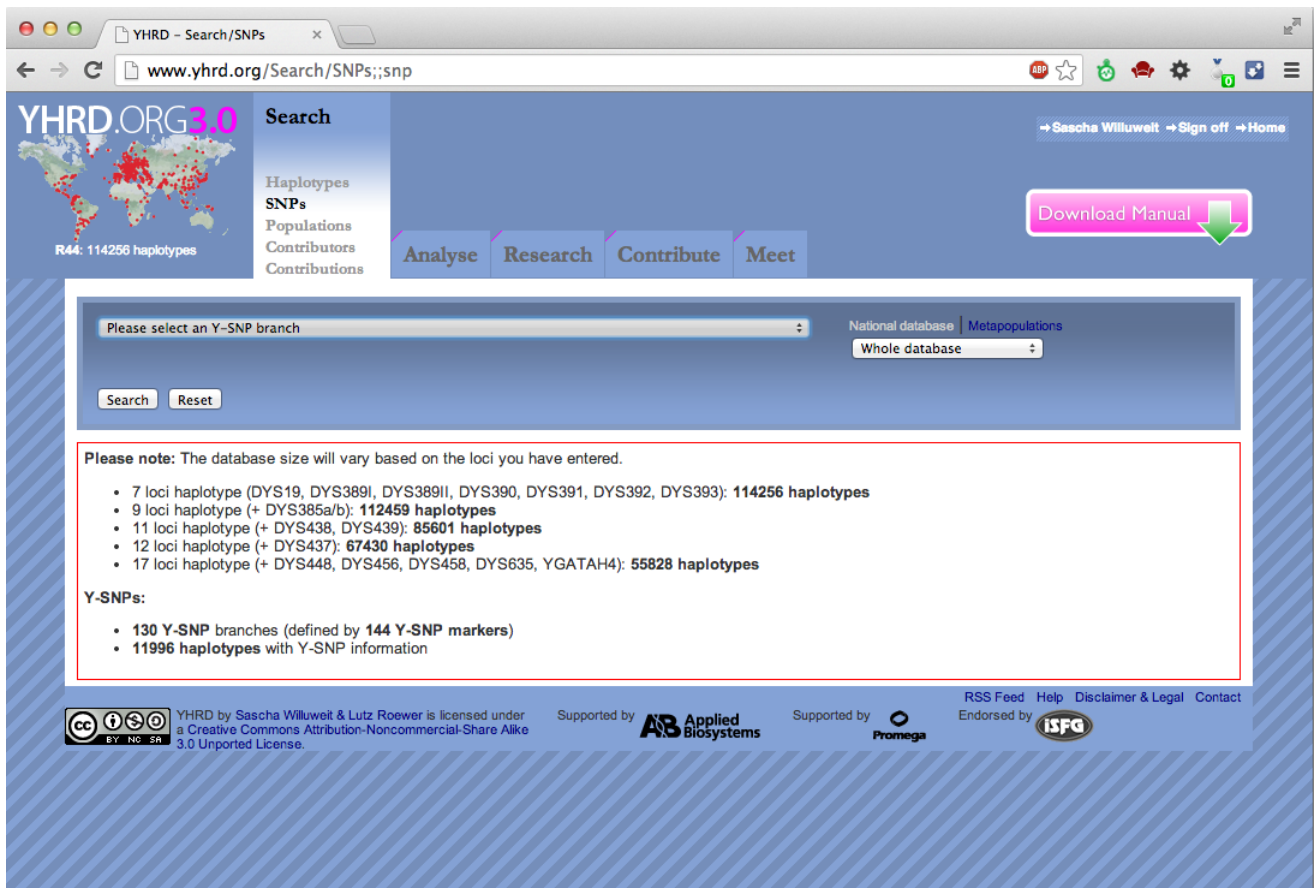 YHRD – Search/SNPs
www.yhrd.org/Search/SNPs;;snp
ABP
0
YHRD.ORG3.0
R44: 114256 haplotypes
Search
Haplotypes
SNPs
Populations
Contributors
Contributions
Analyse
Research
Contribute
Meet
→Sascha Willuweit →Sign off →Home
Download Manual
Please select an Y-SNP branch
National database | Metapopulations
Whole database
Search
Reset
Please note: The database size will vary based on the loci you have entered.
• 7 loci haplotype (DYS19, DYS389I, DYS389II, DYS390, DYS391, DYS392, DYS393): 114256 haplotypes
• 9 loci haplotype (+ DYS385a/b): 112459 haplotypes
• 11 loci haplotype (+ DYS438, DYS439): 85601 haplotypes
• 12 loci haplotype (+ DYS437): 67430 haplotypes
• 17 loci haplotype (+ DYS448, DYS456, DYS458, DYS635, YGATAH4): 55828 haplotypes
Y-SNPs:
• 130 Y-SNP branches (defined by 144 Y-SNP markers)
• 11996 haplotypes with Y-SNP information
RSS Feed Help Disclaimer & Legal Contact
cc
BY NC SA
YHRD by Sascha Willuweit & Lutz Roewer is licensed under
a Creative Commons Attribution-Noncommercial-Share Alike
3.0 Unported License.
Supported by
AB Applied
Biosystems
Supported by
Promega
Endorsed by
iSFG